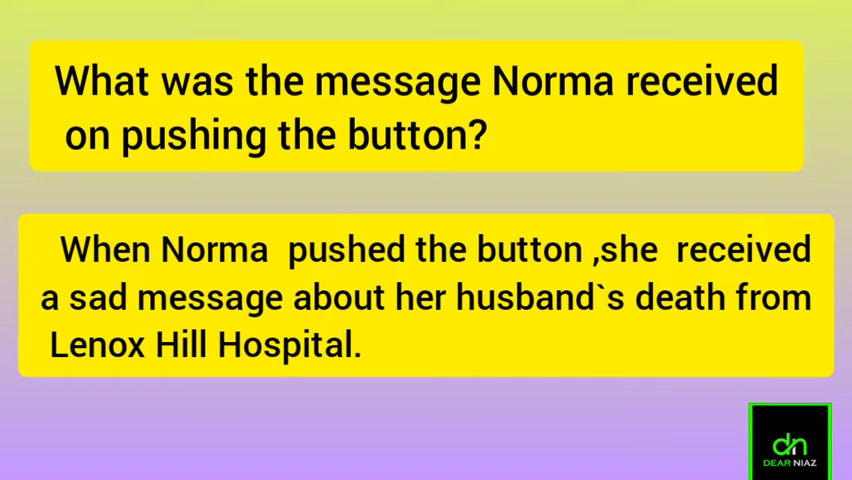 What was the message Norma received
on pushing the button?
When Norma pushed the button ,she received
a sad message about her husband`s death from
Lenox Hill Hospital.
dn
DEAR NIAZ